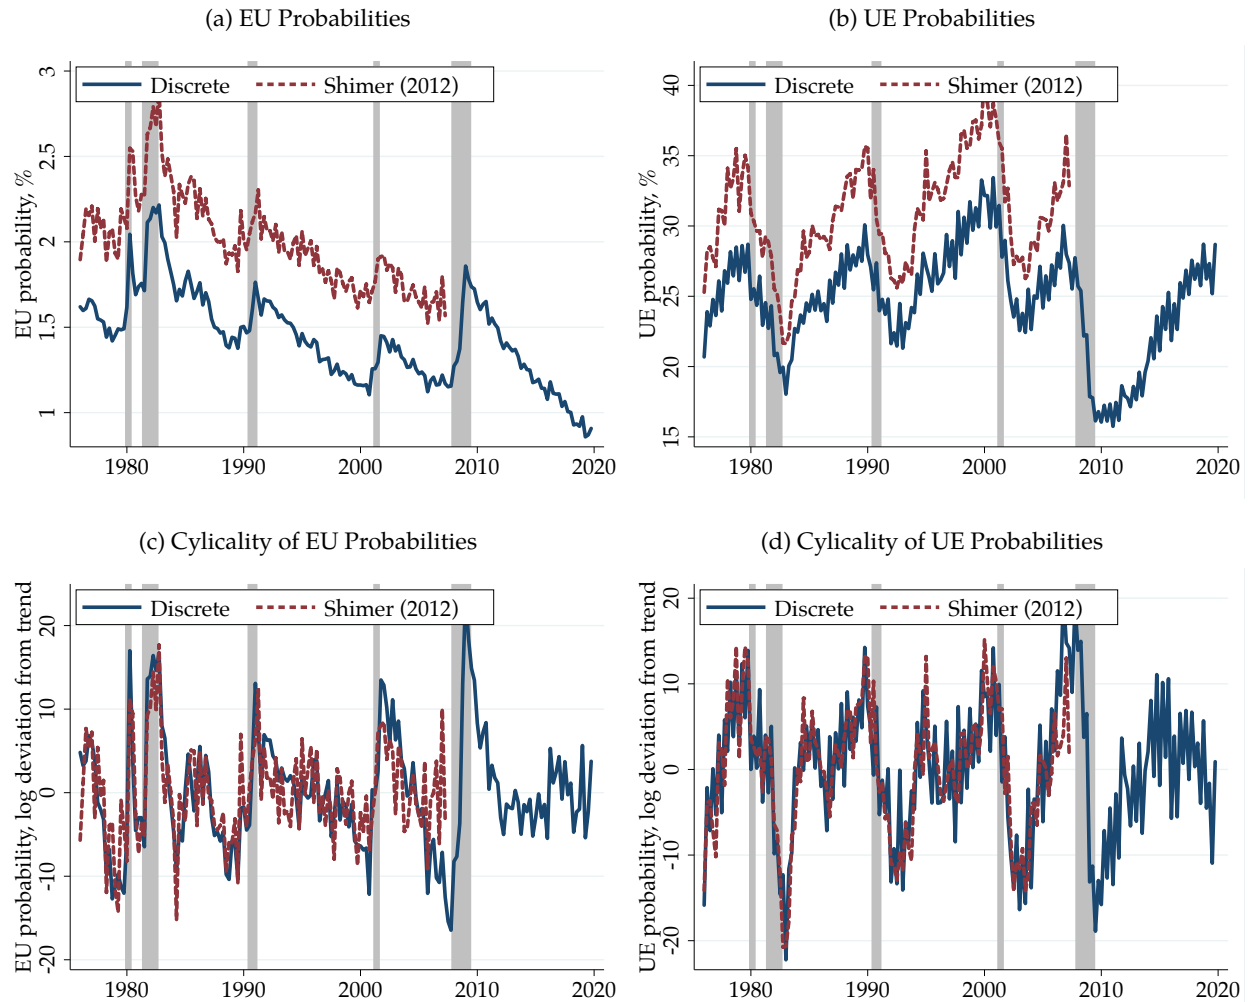 (a) EU Probabilities
EU probability, %
3
2.5
2
1.5
1
Discrete
Shimer (2012)
1980 1990 2000 2010 2020
(b) UE Probabilities
UE probability, %
40
35
30
25
20
15
Discrete
Shimer (2012)
1980 1990 2000 2010 2020
(c) Cylicality of EU Probabilities
EU probability, log deviation from trend
20
10
0
-10
-20
Discrete
Shimer (2012)
1980 1990 2000 2010 2020
(d) Cylicality of UE Probabilities
UE probability, log deviation from trend
20
10
0
-10
-20
Discrete
Shimer (2012)
1980 1990 2000 2010 2020